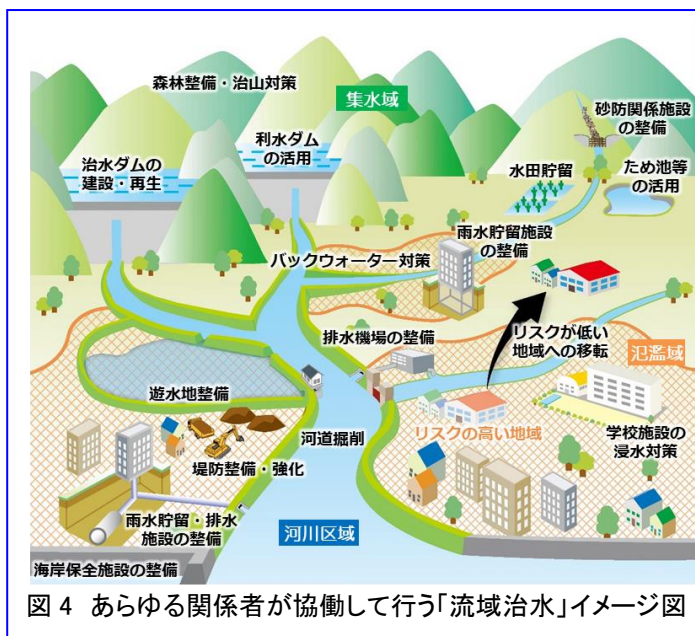 森林整備・治山対策
集水域
砂防関係施設
の整備
利水ダム
の活用
治水ダムの
建設・再生
水田貯留
ため池等
の活用
雨水貯留施設
の整備
バックウォーター対策
排水機場の整備
リスクが低い
地域への移転
氾濫域
遊水地整備
リスクの高い地域
学校施設の
浸水対策
河道掘削
堤防整備・強化
雨水貯留・排水
施設の整備
河川区域
海岸保全施設の整備
図 4 あらゆる関係者が協働して行う「流域治水」イメージ図